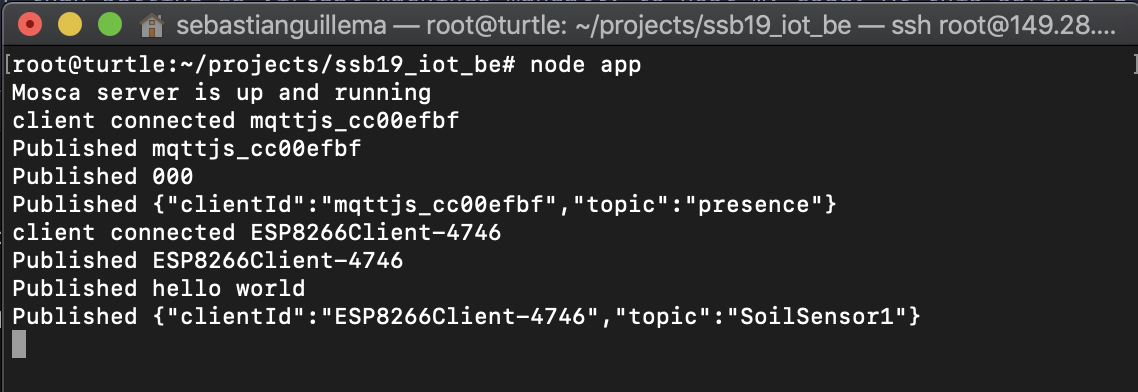 sebastianguillema — root@turtle: ~/projects/ssb19_iot_be — ssh root@149.28....
[root@turtle:~/projects/ssb19_iot_be# node app
Mosca server is up and running
client connected mqttjs_cc00efbf
Published mqttjs_cc00efbf
Published 000
Published {"clientId":"mqttjs_cc00efbf","topic":"presence"}
client connected ESP8266Client-4746
Published ESP8266Client-4746
Published hello world
Published {"clientId":"ESP8266Client-4746","topic":"SoilSensor1"}